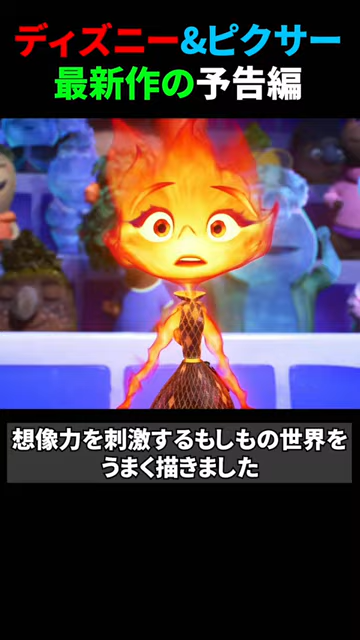 ディズニー&ピクサー
最新作の予告編
想像力を刺激するもしもの世界を
うまく描きました